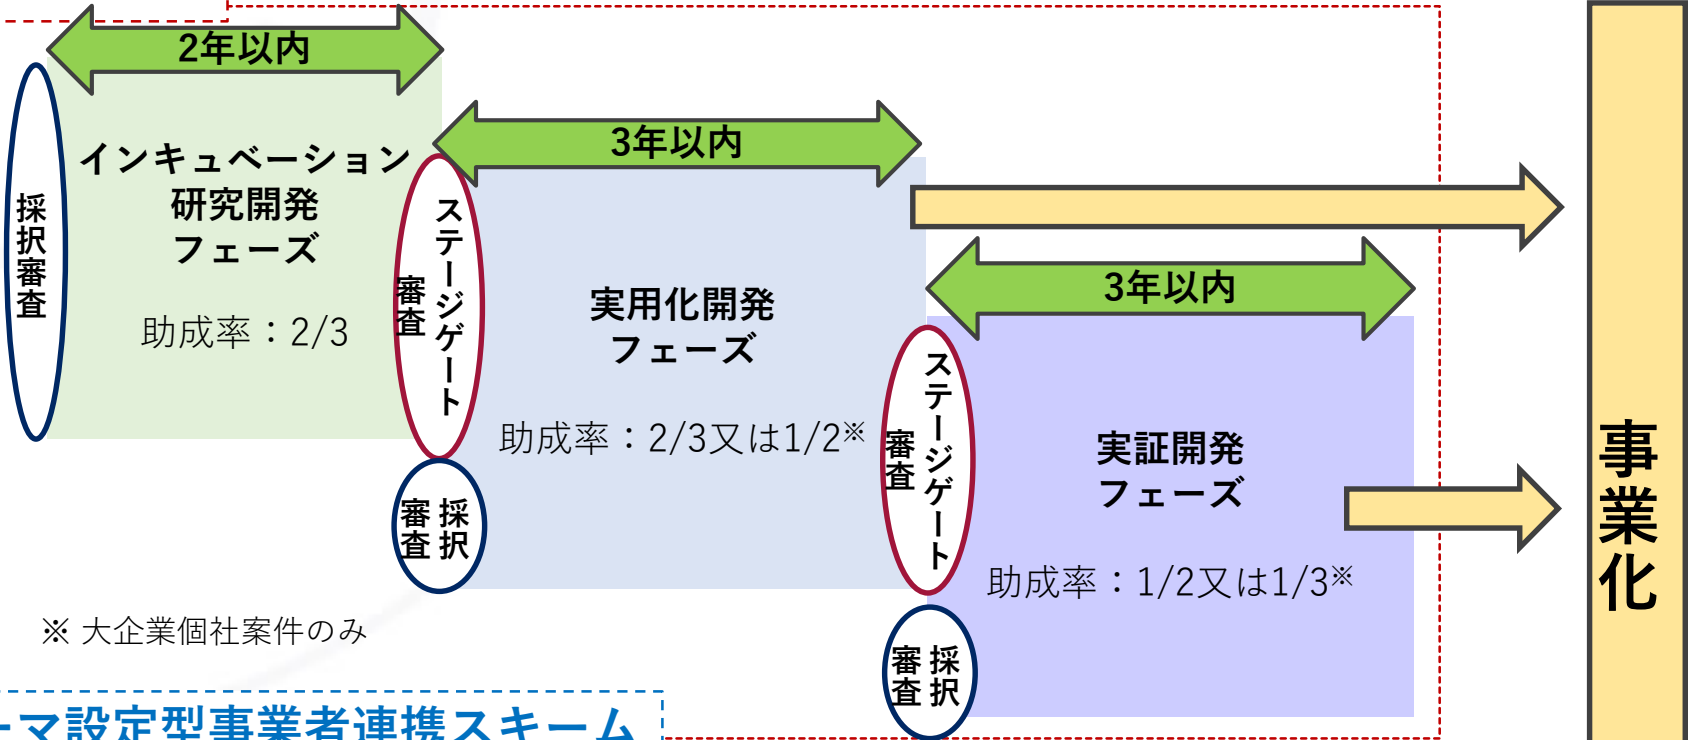 2年以内
採択審査
インキュベーション
研究開発
フェーズ
助成率：2/3
3年以内
ステージゲート
審査
採択
審査
実用化開発
フェーズ
助成率：2/3又は1/2※
3年以内
ステージゲート
審査
採択
審査
実証開発
フェーズ
助成率：1/2又は1/3※
事業化
※ 大企業個社案件のみ
ーマ設定型事業者連携スキーム